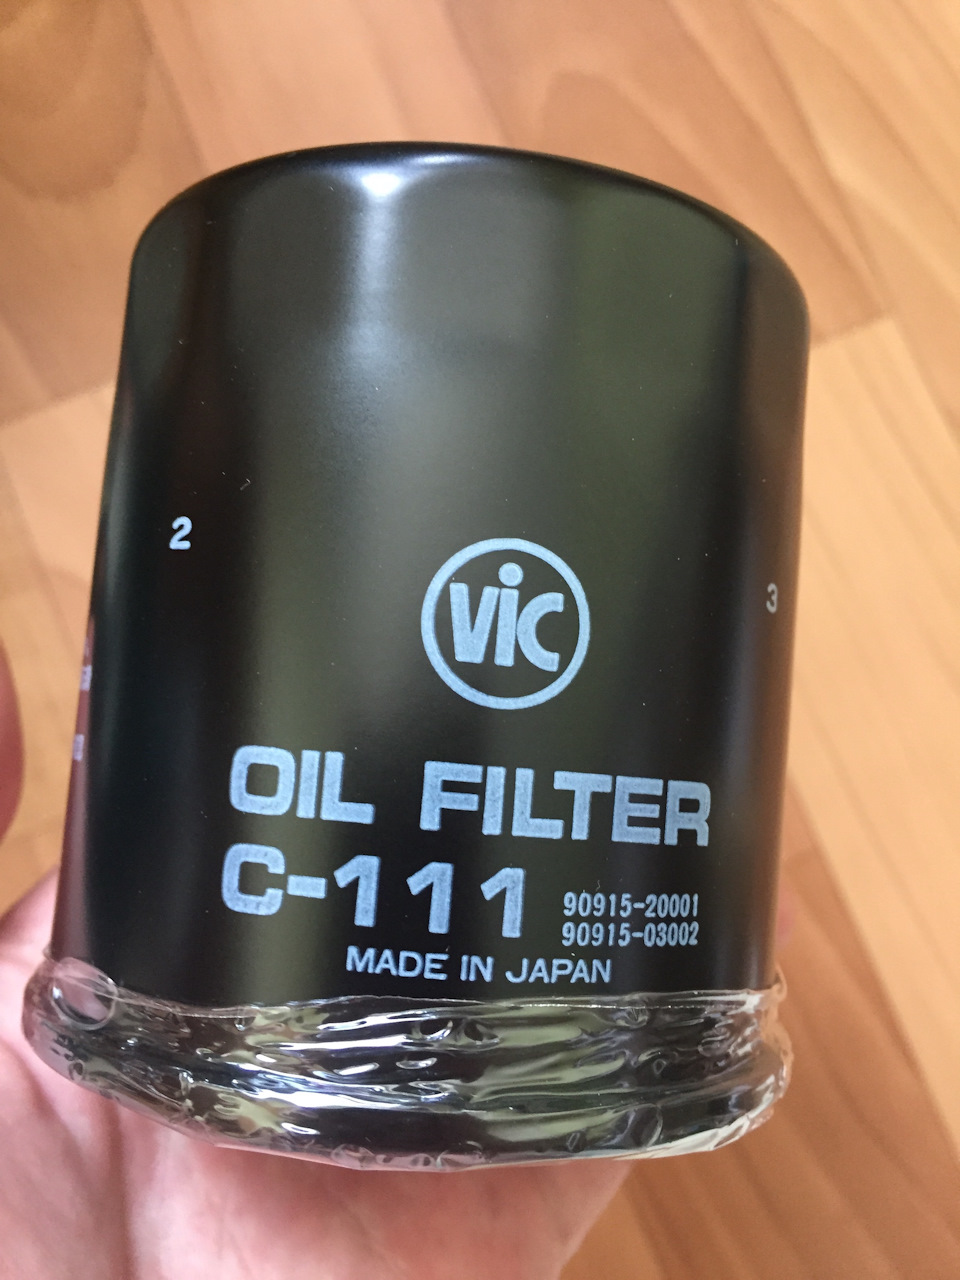 2
vic
3
OIL FILTER
C-111
90915-20001
90915-03002
MADE IN JAPAN